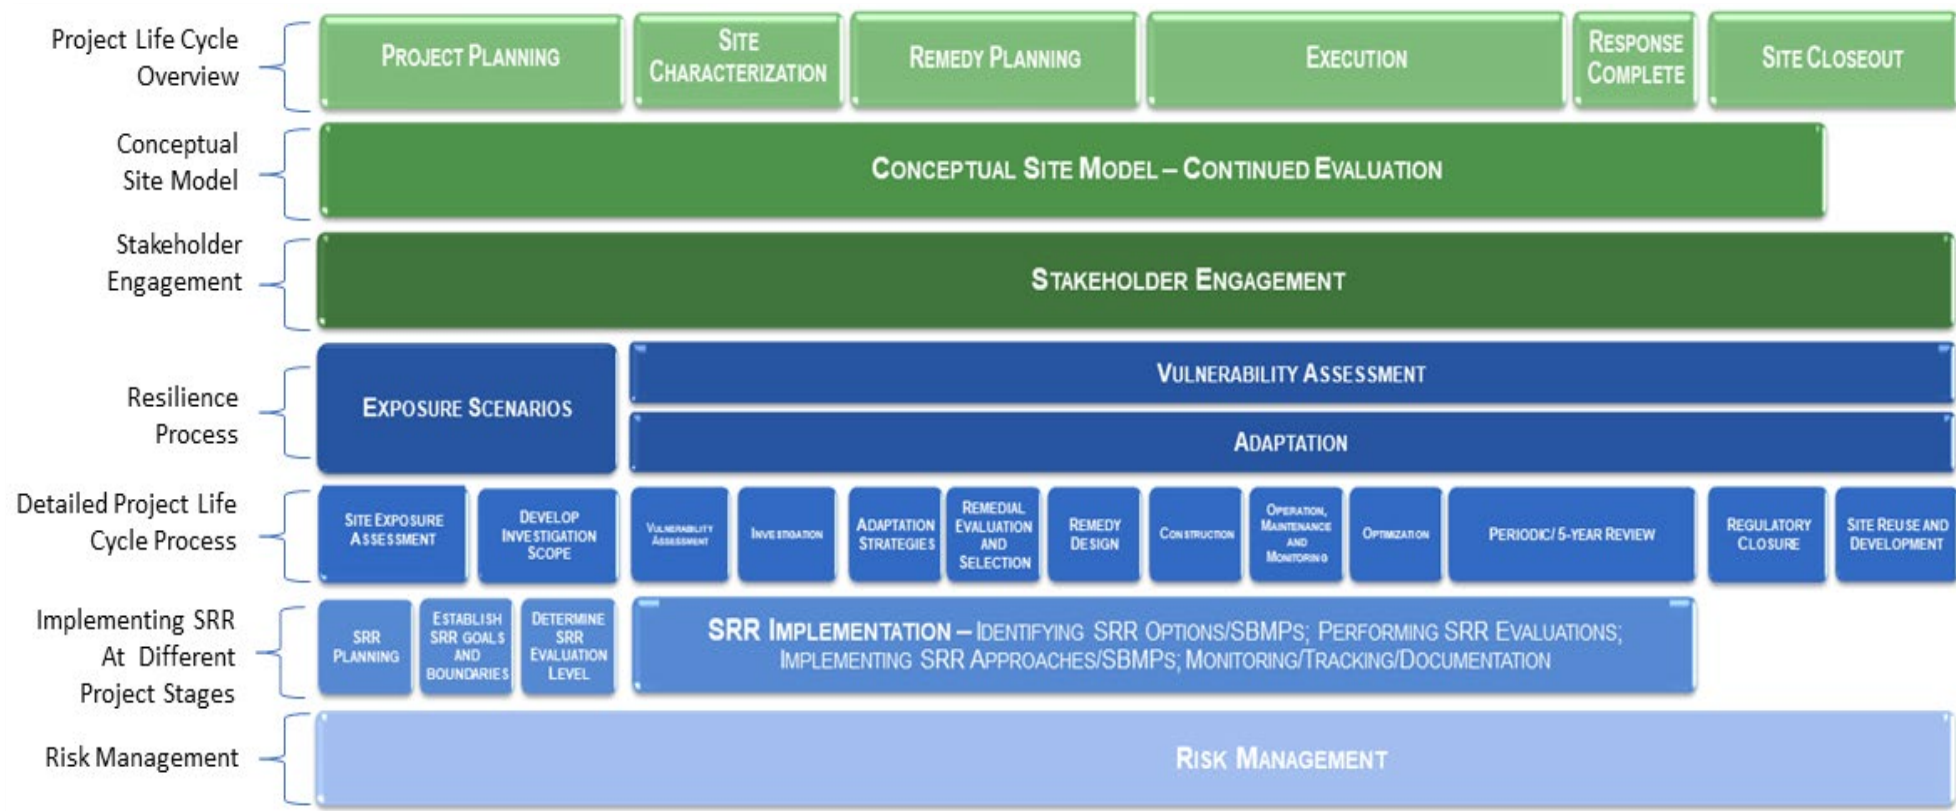 Project Life Cycle
Overview
PROJECT PLANNING
SITE
CHARACTERIZATION
REMEDY PLANNING
EXECUTION
RESPONSE
COMPLETE
SITE CLOSEOUT
Conceptual
Site Model
CONCEPTUAL SITE MODEL – CONTINUED EVALUATION
Stakeholder
Engagement
STAKEHOLDER ENGAGEMENT
Resilience
Process
EXPOSURE SCENARIOS
VULNERABILITY ASSESSMENT
ADAPTATION
Detailed Project Life
Cycle Process
SITE EXPOSURE
ASSESSMENT
DEVELOP
INVESTIGATION
SCOPE
VULNERABILITY
ASSESSMENT
INVESTIGATION
ADAPTATION
STRATEGIES
REMEDIAL
EVALUATION
AND
SELECTION
REMEDY
DESIGN
CONSTRUCTION
OPERATION,
MAINTENANCE
AND
MONITORING
OPTIMIZATION
PERIODIC/ 5-YEAR REVIEW
REGULATORY
CLOSURE
SITE REUSE AND
DEVELOPMENT
Implementing SRR
At Different
Project Stages
SRR
PLANNING
ESTABLISH
SRR GOALS
AND
BOUNDARIES
DETERMINE
SRR
EVALUATION
LEVEL
SRR IMPLEMENTATION – IDENTIFYING SRR OPTIONS/SBMPS; PERFORMING SRR EVALUATIONS;
IMPLEMENTING SRR APPROACHES/SBMPS; MONITORING/TRACKING/DOCUMENTATION
Risk Management
RISK MANAGEMENT